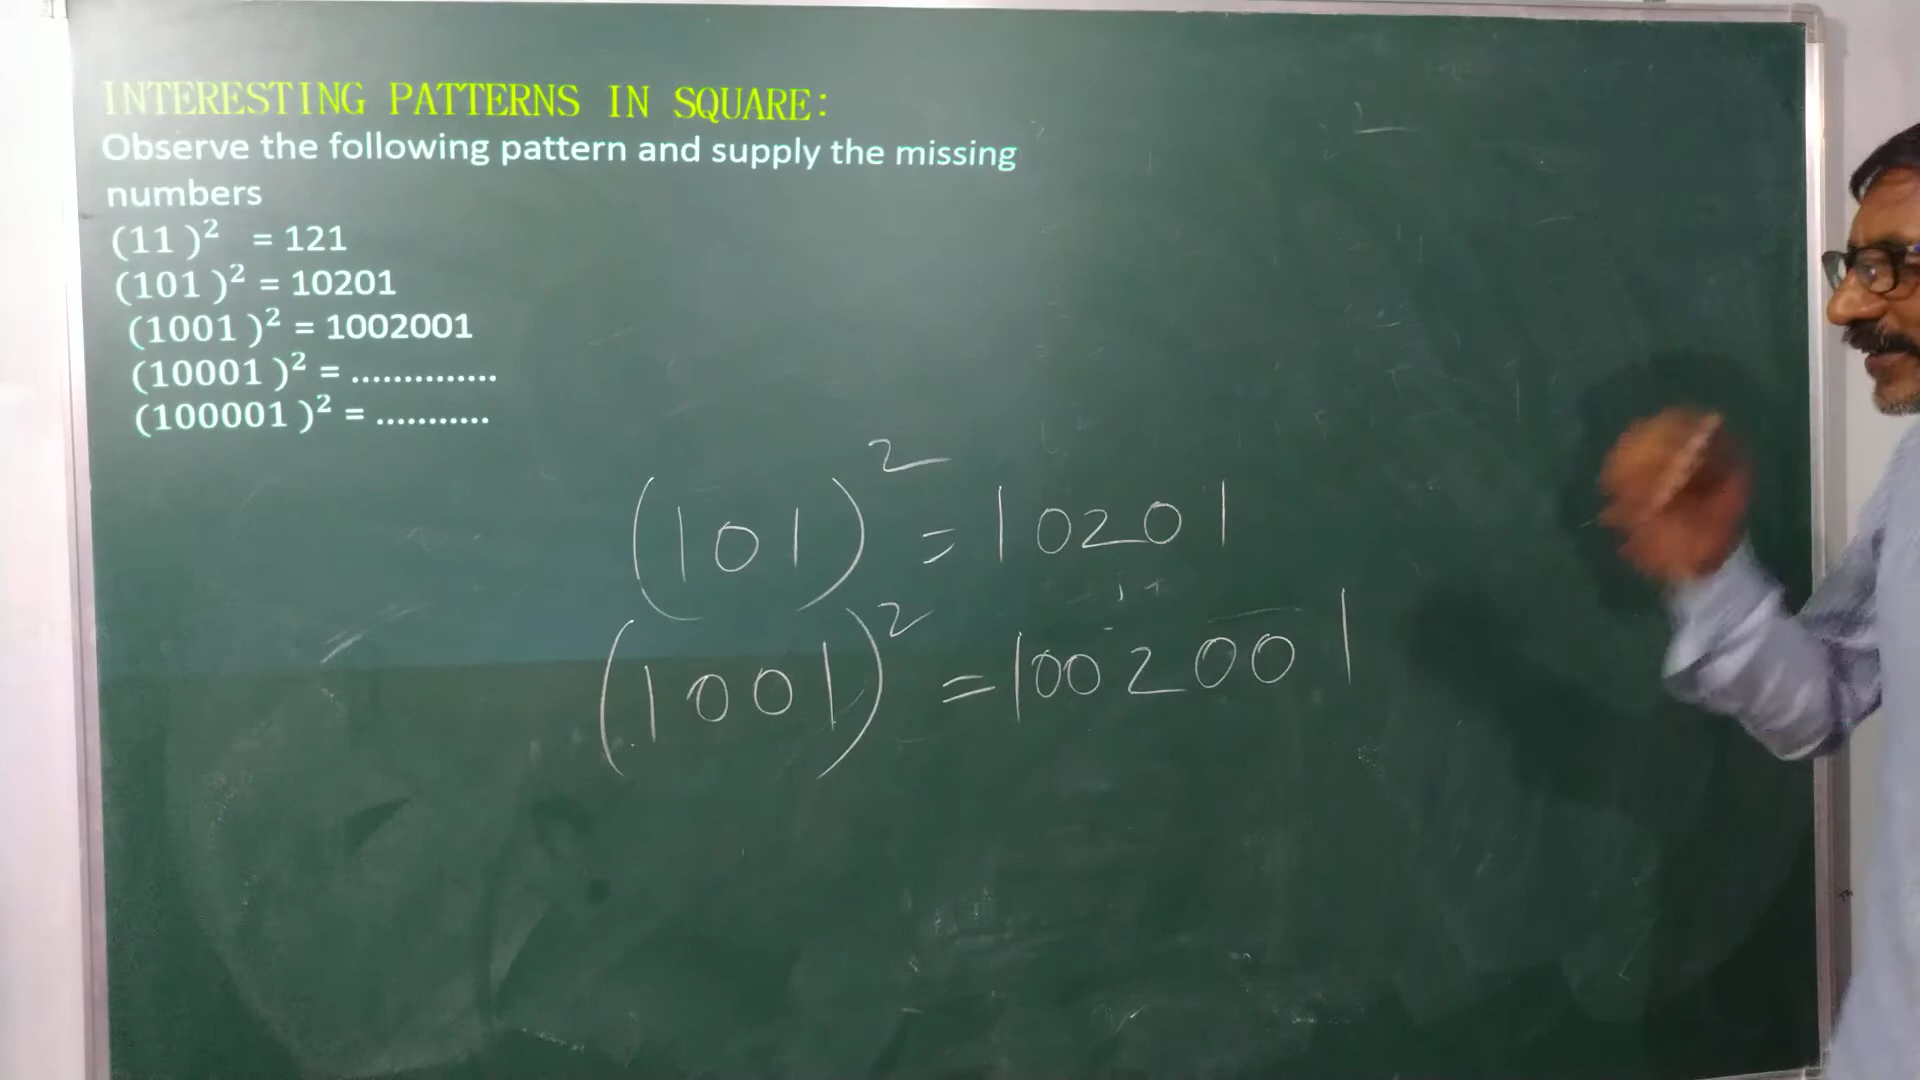 INTERESTING PATTERNS IN SQUARE:
Observe the following pattern and supply the missing
numbers
(11 )² = 121
(101 )² = 10201
(1001 )² = 1002001
(10001 )² = ..............
(100001 )² = ...........
(101)² = 10201
(1001)² = 1002001